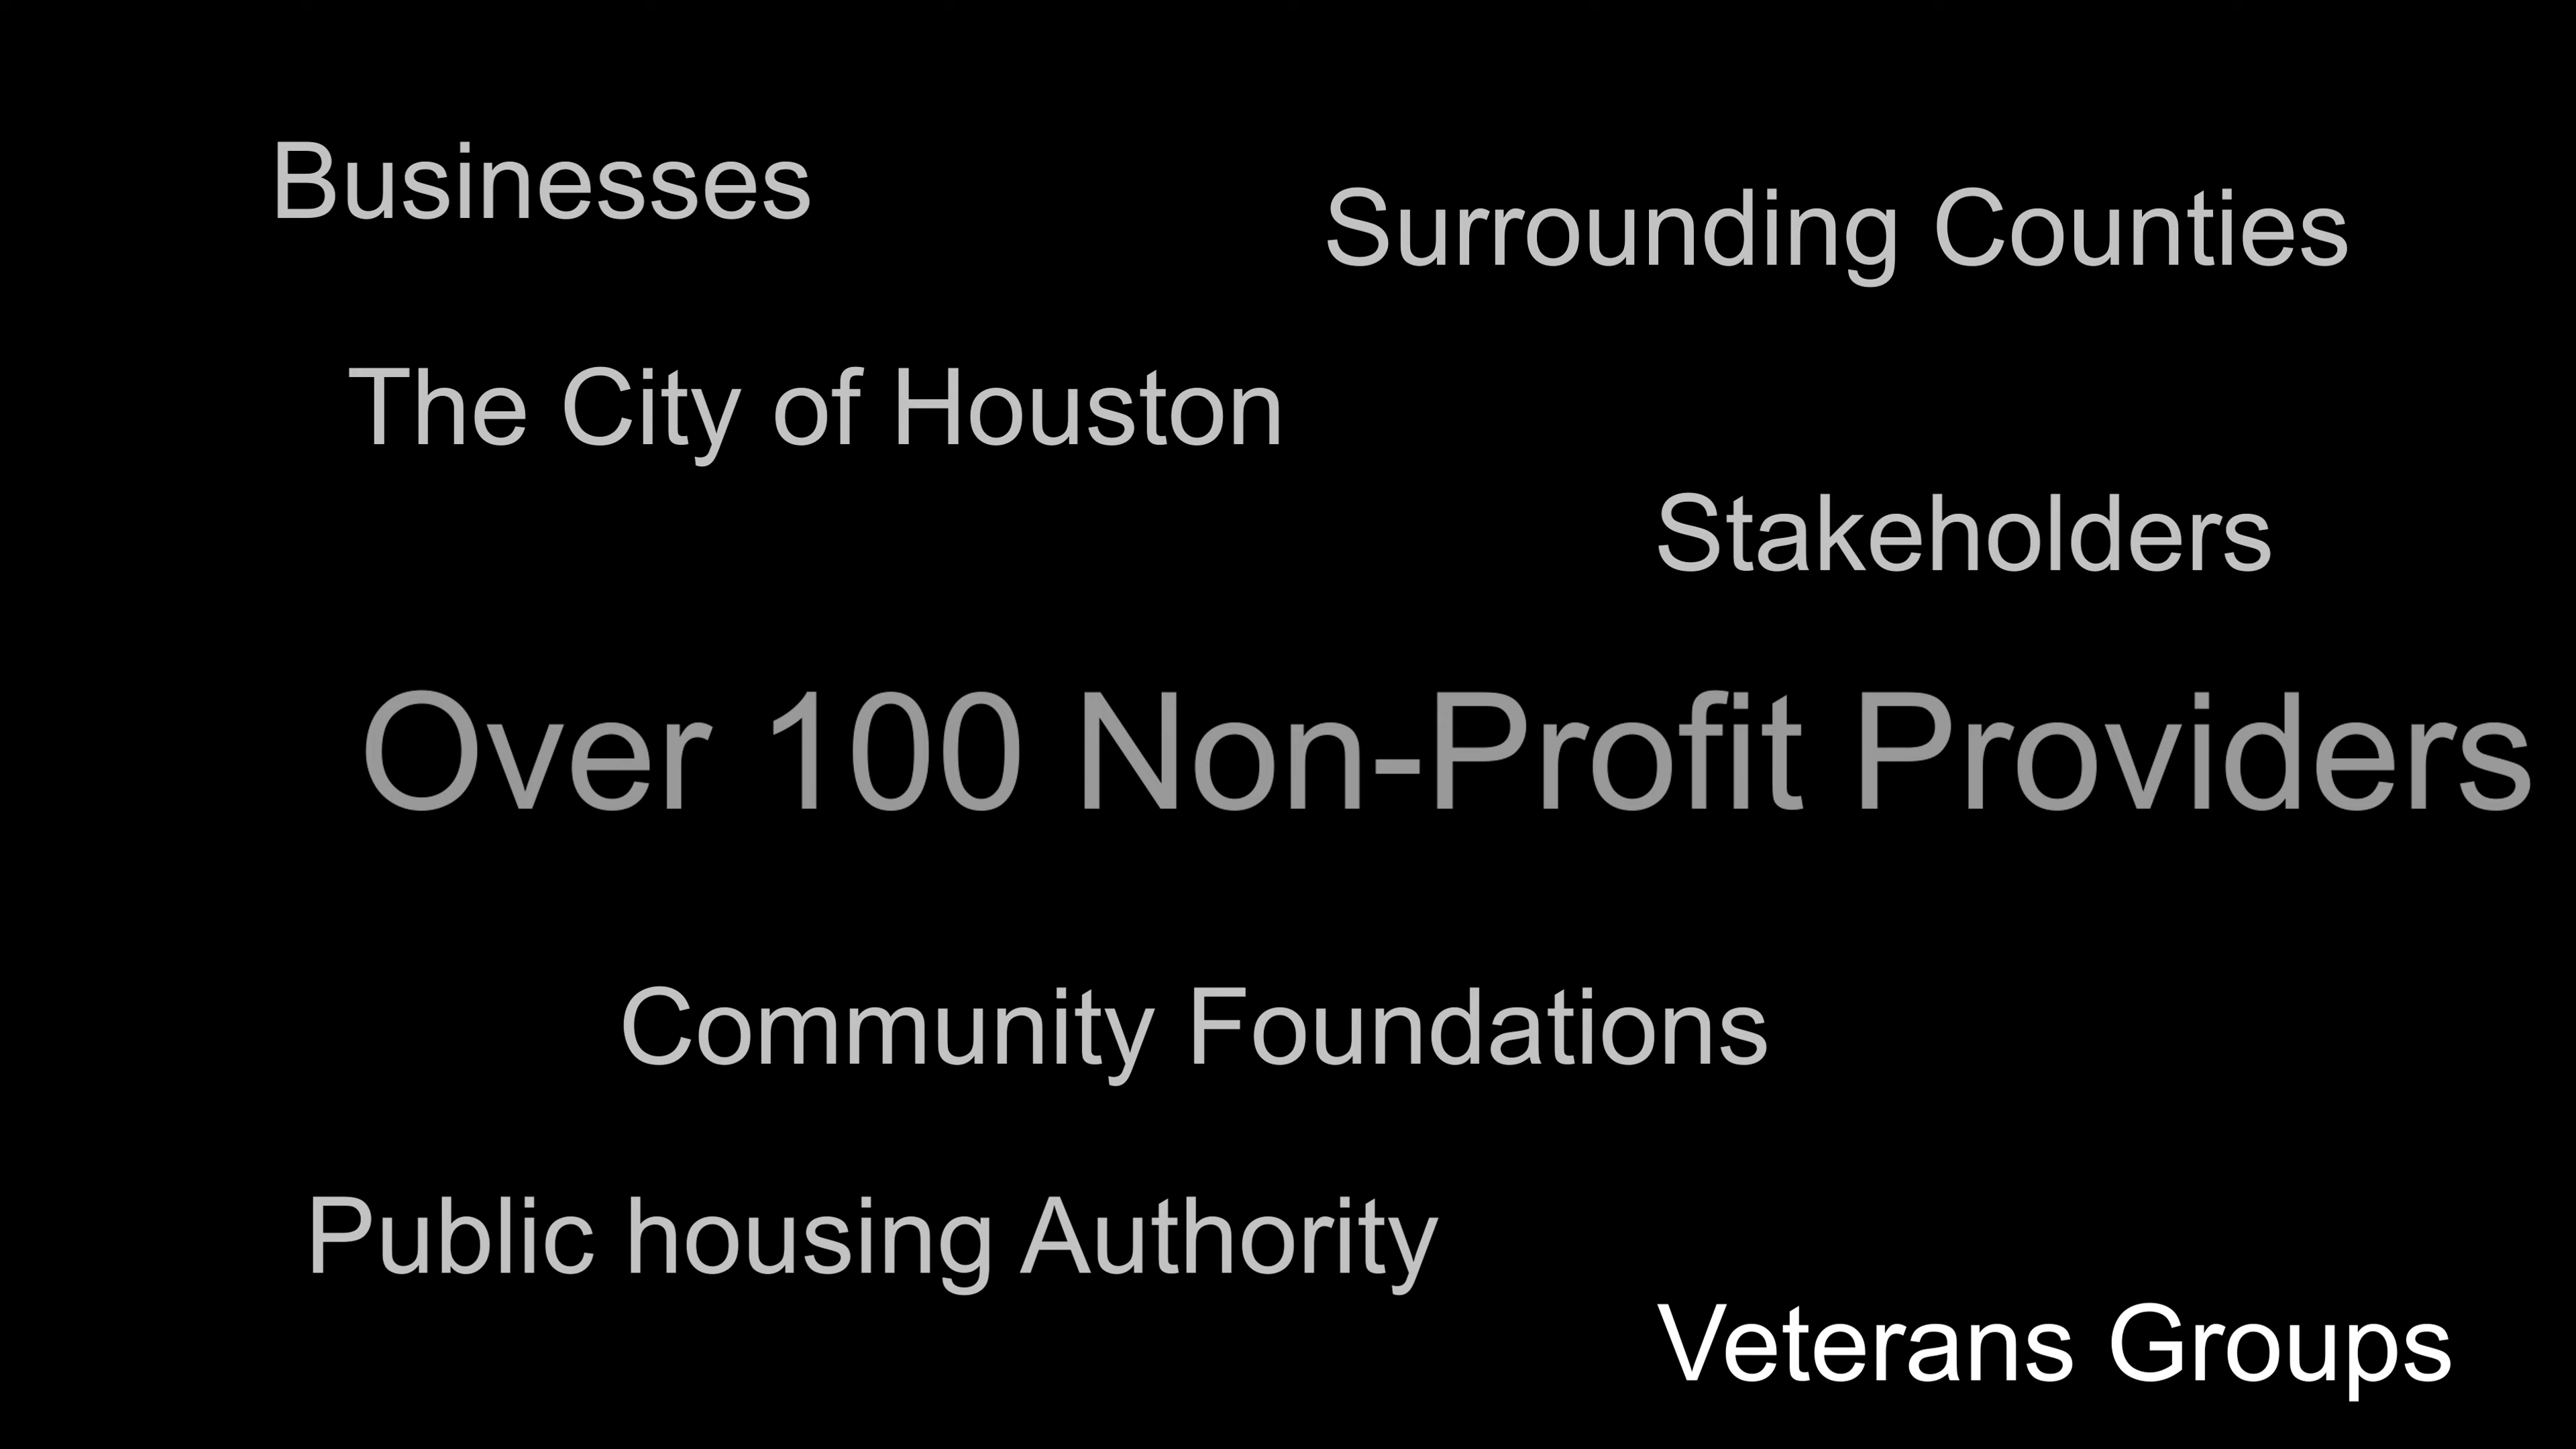 Businesses
Surrounding Counties
The City of Houston
Stakeholders
Over 100 Non-Profit Providers
Community Foundations
Public housing Authority
Veterans Groups